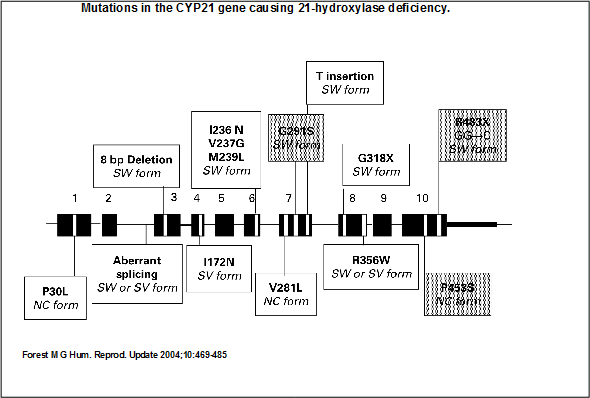 Mutations in the CYP21 gene causing 21-hydroxylase deficiency.
T insertion
SW form
I236 N
V237G
M239L
SW form
G291S
SW form
R483X
GG→C
SW form
8 bp Deletion
SW form
G318X
SW form
1 2 3 4 5 6 7 8 9 10
P30L
NC form
Aberrant
splicing
SW or SV form
I172N
SV form
V281L
NC form
R356W
SW or SV form
P453S
NC form
Forest M G Hum. Reprod. Update 2004;10:469-485